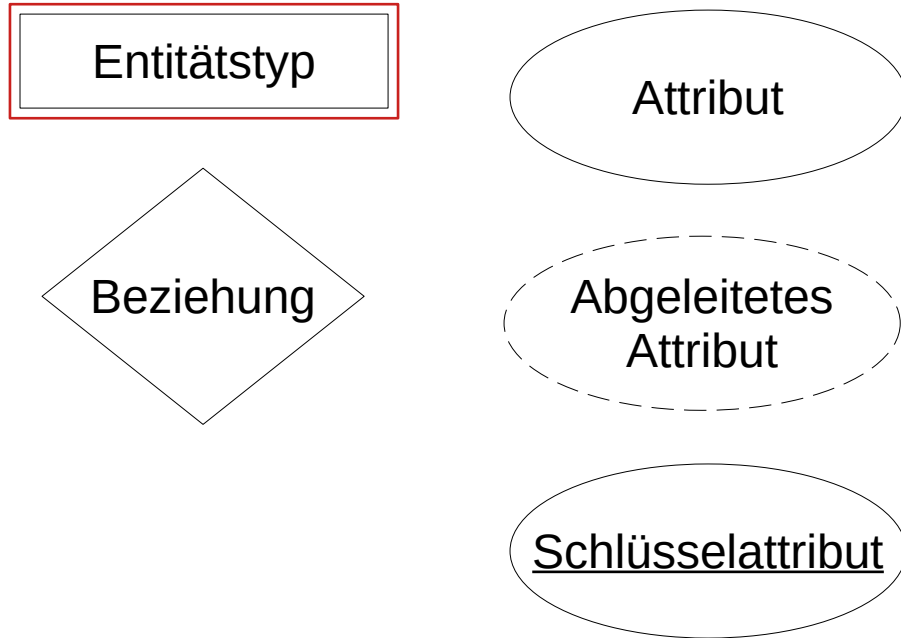 Entitätstyp
Attribut
Beziehung
Abgeleitetes
Attribut
Schlüsselattribut